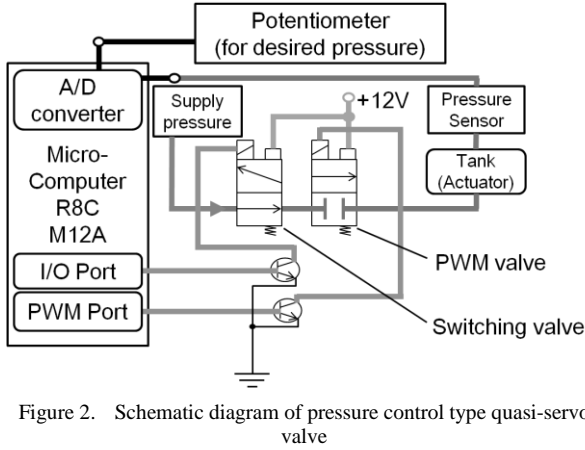 Potentiometer
(for desired pressure)
A/D
converter
Supply
pressure
+12V
Pressure
Sensor
Micro-
Computer
R8C
M12A
Tank
(Actuator)
I/O Port
PWM Port
PWM valve
Switching valve
Figure 2. Schematic diagram of pressure control type quasi-servo
valve